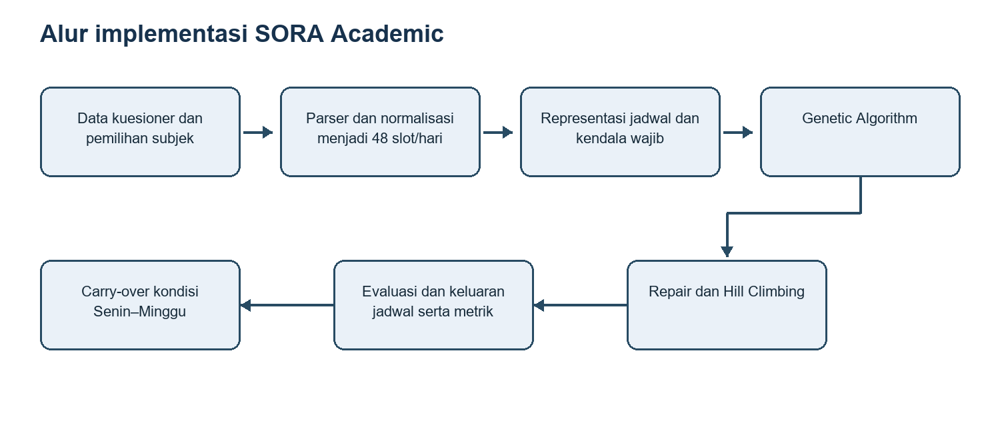 Alur implementasi SORA Academic
Data kuesioner dan
pemilihan subjek
Parser dan normalisasi
menjadi 48 slot/hari
Representasi jadwal dan
kendala wajib
Genetic Algorithm
Repair dan Hill Climbing
Evaluasi dan keluaran
jadwal serta metrik
Carry-over kondisi
Senin–Minggu